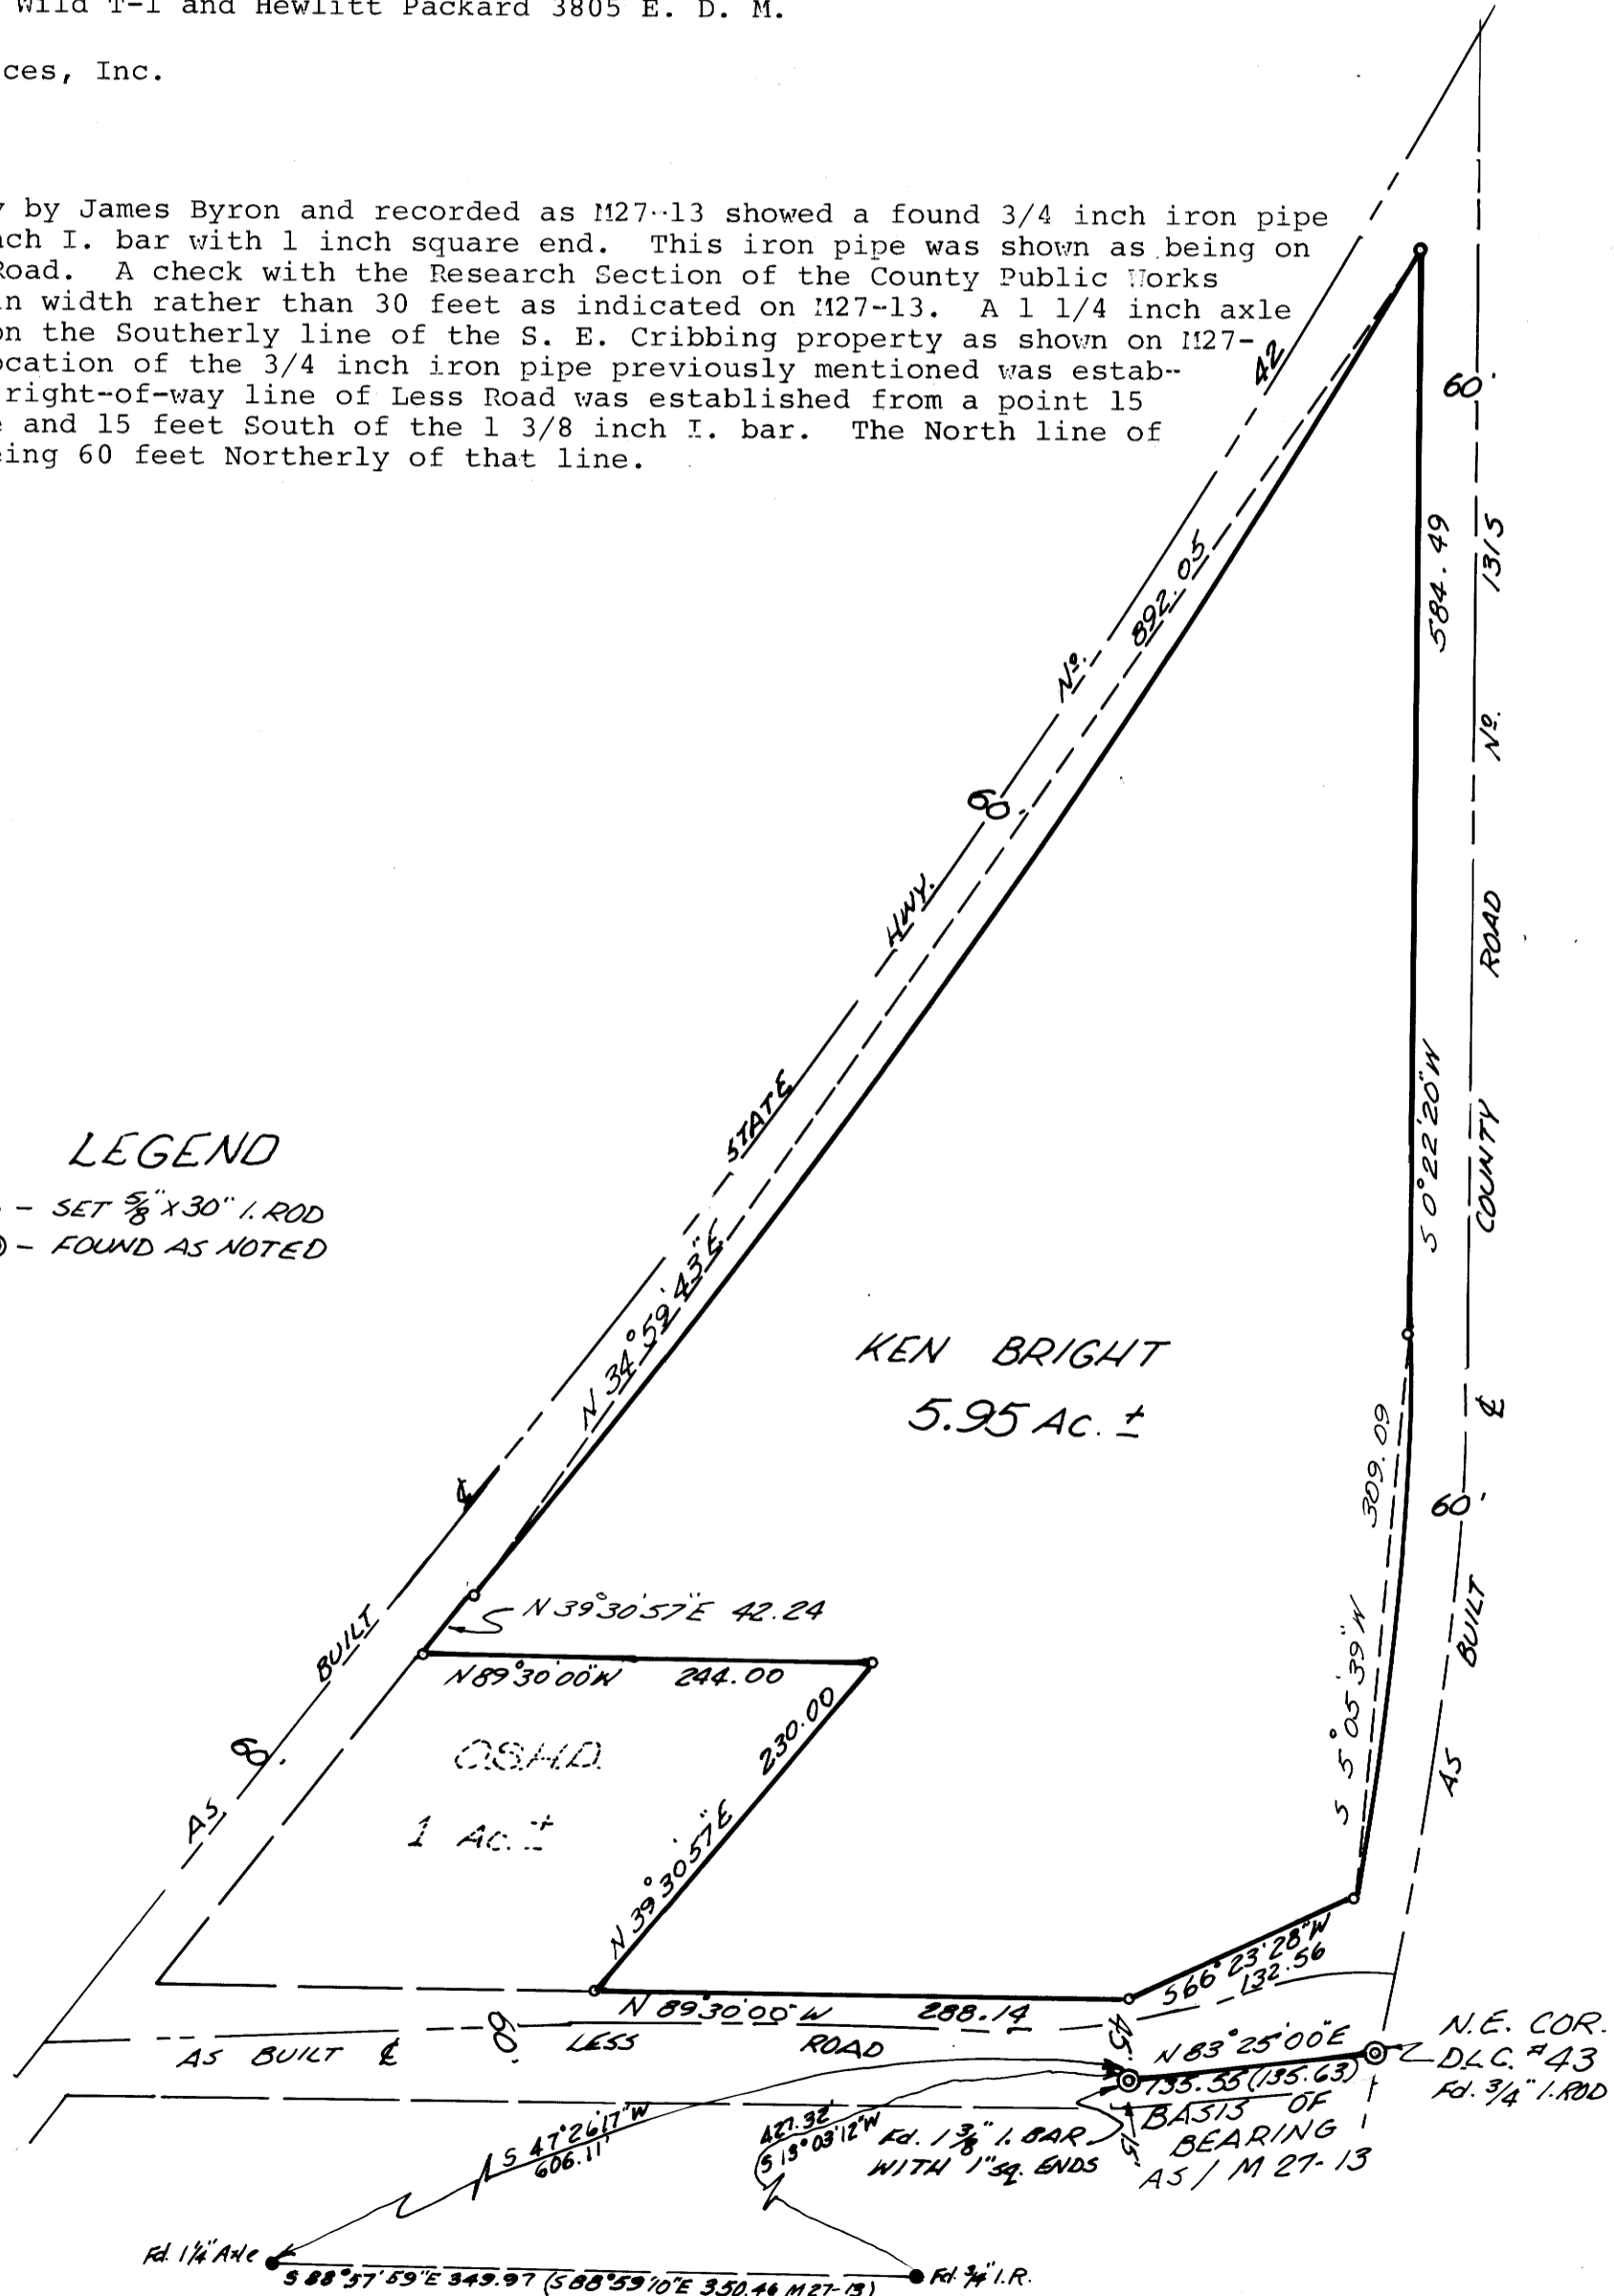 Wild T-1 and Hewlitt Packard 3805 E. D. M.
ces, Inc.
by James Byron and recorded as M27-13 showed a found 3/4 inch iron pipe
I. bar with 1 inch square end. This iron pipe was shown as being on
Road. A check with the Research Section of the County Public Works
in width rather than 30 feet as indicated on M27-13. A 1 1/4 inch axle
on the Southerly line of the S. E. Cribbing property as shown on M27-
ocation of the 3/4 inch iron pipe previously mentioned was estab-
right-of-way line of Less Road was established from a point 15
and 15 feet South of the 1 3/8 inch I. bar. The North line of
ing 60 feet Northerly of that line.
42
60'
892.05
584.49
1315
Nº.
Nº.
60'
HWY.
ROAD
STATE
S 0°22'20"W
COUNTY
LEGEND
- SET 5/8" X 30" I. ROD
- FOUND AS NOTED
N 34°59'43"E
KEN BRIGHT
5.95 AC. ±
℄
309.09
℄
60'
N 39°30'57"E 42.24
BUILT
BUILT
N 89°30'00"W 244.00
S 5°05'39"W
230.00
60'
O.S.H.D.
AS
AS
1 AC. ±
N 39°30'57"E
S 66°23'28"W
132.56
N 89°30'00"W 288.14
60'
LESS ROAD
AS BUILT ℄
45'
N 83°25'00"E
135.55 (135.63)
N.E. COR.
D.L.C. #43
Fd. 3/4" I. ROD
BASIS OF
BEARING
AS / M 27-13
15'
Fd. 1 3/8" I. BAR
WITH 1" SQ. ENDS
S 47°26'17"W
606.11'
427.32'
Fd. 1 1/4" Axle
S 88°57'59"E 349.97 (S 88°59'10"E 350.46 M27-13)
Fd. 3/4" I.R.